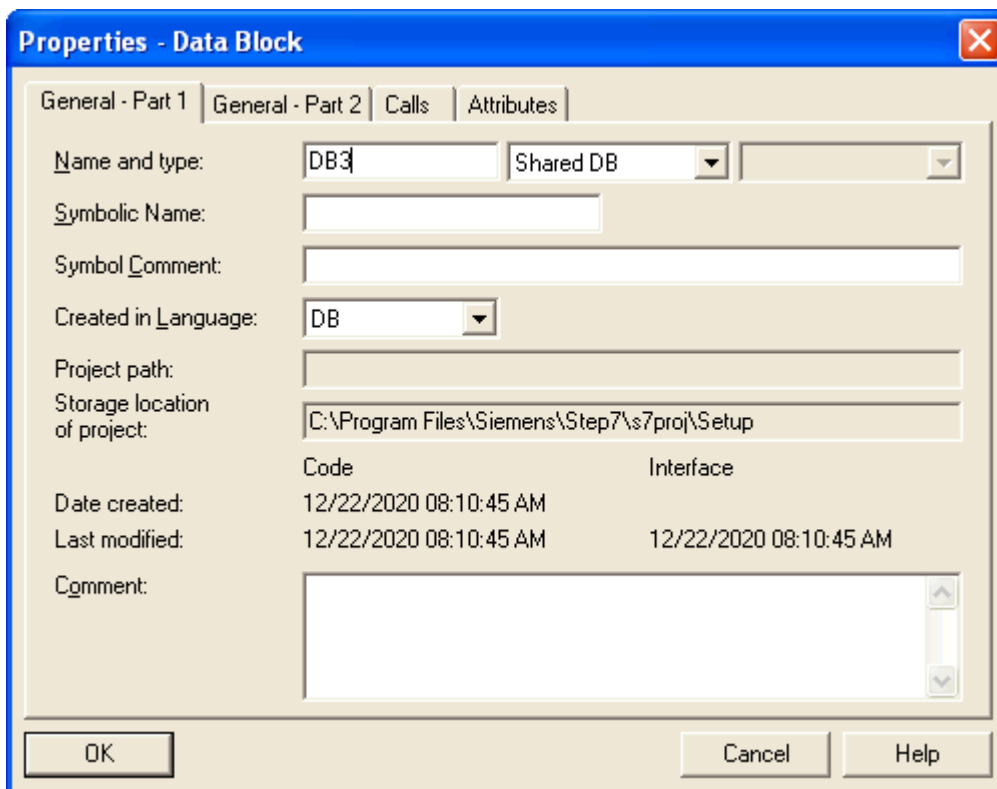 Properties - Data Block
General - Part 1 General - Part 2 Calls Attributes
Name and type: DB3 Shared DB
Symbolic Name:
Symbol Comment:
Created in Language: DB
Project path:
Storage location
of project: C:\Program Files\Siemens\Step7\s7proj\Setup
Code Interface
Date created: 12/22/2020 08:10:45 AM
Last modified: 12/22/2020 08:10:45 AM 12/22/2020 08:10:45 AM
Comment:
OK Cancel Help